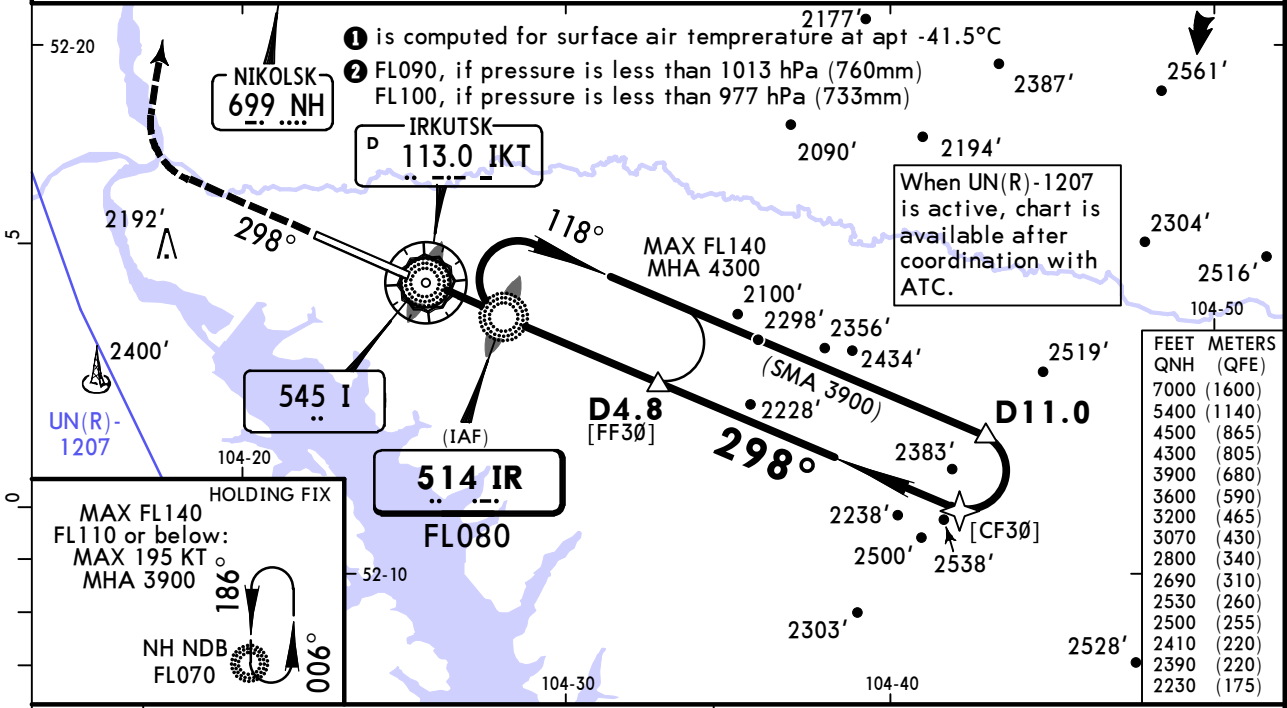 2177′
❶ is computed for surface air temprerature at apt -41.5°C
❷ FL090, if pressure is less than 1013 hPa (760mm)
FL100, if pressure is less than 977 hPa (733mm)
52-20
2387′
2561′
NIKOLSK
699 NH
IRKUTSK
D 113.0 IKT
2090′
2194′
When UN(R)-1207
is active, chart is
available after
coordination with
ATC.
2192′
298°
118°
MAX FL140
MHA 4300
2304′
2516′
5
104-50
2100′
2298′
2356′
2434′
(SMA 3900)
2519′
2400′
UN(R)-
1207
545 I
D4.8
[FF3Ø]
2228′
D11.0
298°
2383′
(IAF)
514 IR
FL080
104-20
0
2238′
2500′
2538′
[CF3Ø]
HOLDING FIX
MAX FL140
FL110 or below:
MAX 195 KT
MHA 3900
186°
006°
NH NDB
FL070
52-10
2303′
2528′
104-30
104-40
FEET METERS
QNH (QFE)
7000 (1600)
5400 (1140)
4500 (865)
4300 (805)
3900 (680)
3600 (590)
3200 (465)
3070 (430)
2800 (340)
2690 (310)
2530 (260)
2500 (255)
2410 (220)
2390 (220)
2230 (175)